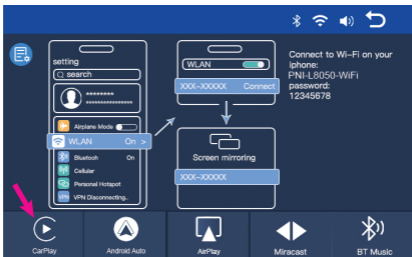 setting
search
********
****************
Airplane Mode
WLAN On >
Bluetooh On
Cellular
Personal Hotspot
VPN VPN Disconnecting..
WLAN
XXX-XXXXX Connect
Screen mirroring
XXX-XXXXX
Connect to Wi-Fi on your
iphone:
PNI-L8050-WiFi
password:
12345678
CarPlay
Android Auto
AirPlay
Miracast
BT Music